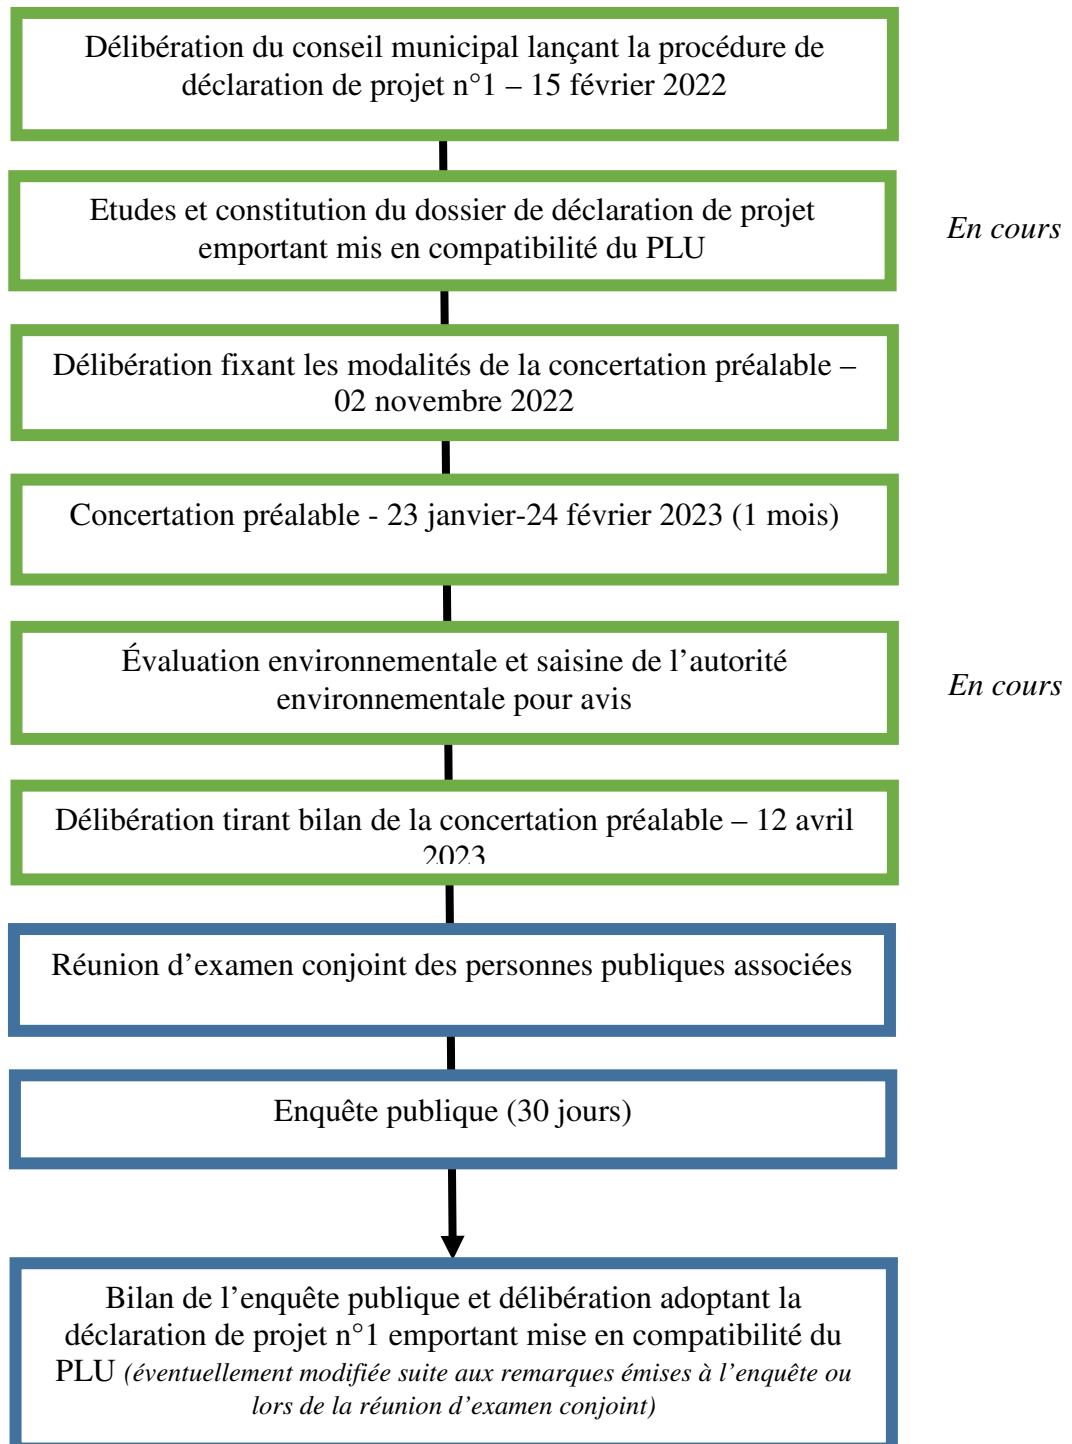 Délibération du conseil municipal lançant la procédure de
déclaration de projet n°1 – 15 février 2022
Etudes et constitution du dossier de déclaration de projet
emportant mis en compatibilité du PLU
En cours
Délibération fixant les modalités de la concertation préalable –
02 novembre 2022
Concertation préalable - 23 janvier-24 février 2023 (1 mois)
Évaluation environnementale et saisine de l’autorité
environnementale pour avis
En cours
Délibération tirant bilan de la concertation préalable – 12 avril
2023
Réunion d’examen conjoint des personnes publiques associées
Enquête publique (30 jours)
Bilan de l’enquête publique et délibération adoptant la
déclaration de projet n°1 emportant mise en compatibilité du
PLU (éventuellement modifiée suite aux remarques émises à l’enquête ou
lors de la réunion d’examen conjoint)